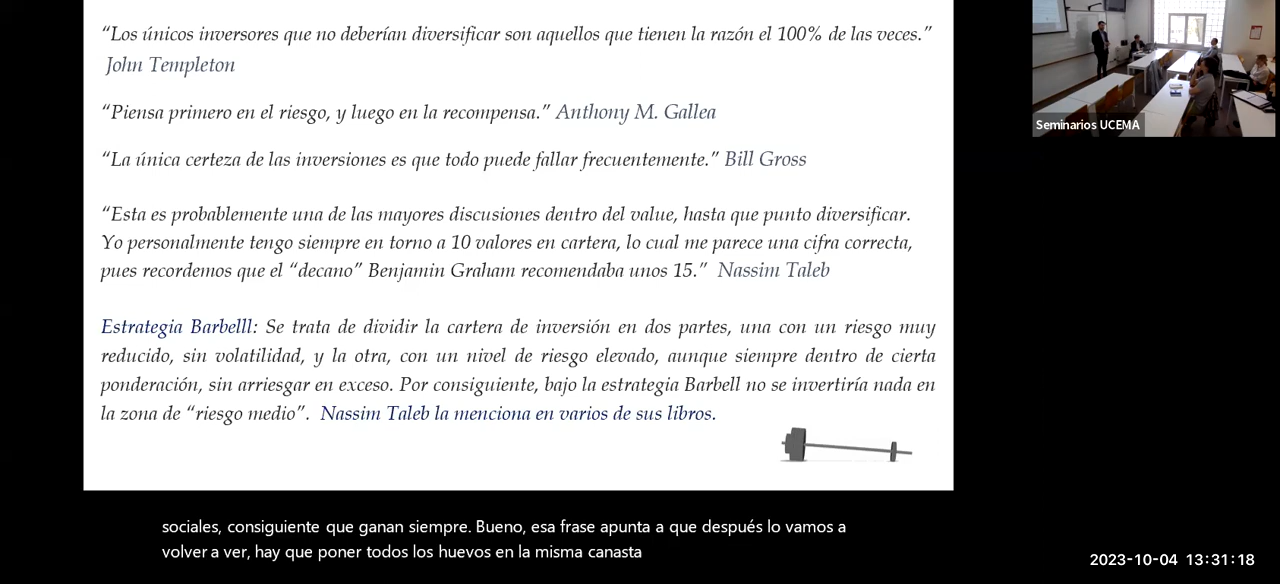 “Los únicos inversores que no deberían diversificar son aquellos que tienen la razón el 100% de las veces.”
John Templeton
“Piensa primero en el riesgo, y luego en la recompensa.” Anthony M. Gallea
“La única certeza de las inversiones es que todo puede fallar frecuentemente.” Bill Gross
“Esta es probablemente una de las mayores discusiones dentro del value, hasta que punto diversificar.
Yo personalmente tengo siempre en torno a 10 valores en cartera, lo cual me parece una cifra correcta,
pues recordemos que el “decano” Benjamin Graham recomendaba unos 15.” Nassim Taleb
Estrategia Barbelll: Se trata de dividir la cartera de inversión en dos partes, una con un riesgo muy
reducido, sin volatilidad, y la otra, con un nivel de riesgo elevado, aunque siempre dentro de cierta
ponderación, sin arriesgar en exceso. Por consiguiente, bajo la estrategia Barbell no se invertiría nada en
la zona de “riesgo medio”. Nassim Taleb la menciona en varios de sus libros.
Seminarios UCEMA
sociales, consiguiente que ganan siempre. Bueno, esa frase apunta a que después lo vamos a
volver a ver, hay que poner todos los huevos en la misma canasta
2023-10-04 13:31:18